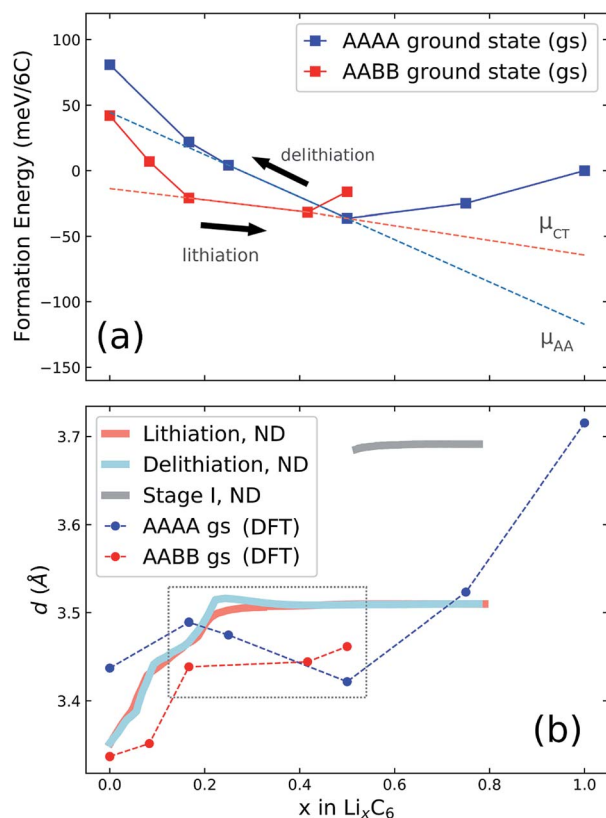 100
50
0
−50
−100
−150
Formation Energy (meV/6C)
AAAA ground state (gs)
AABB ground state (gs)
delithiation
lithiation
μCT
μAA
(a)
3.7
3.6
3.5
3.4
d (Å)
Lithiation, ND
Delithiation, ND
Stage I, ND
AAAA gs (DFT)
AABB gs (DFT)
(b)
0.0 0.2 0.4 0.6 0.8 1.0
x in LixC6